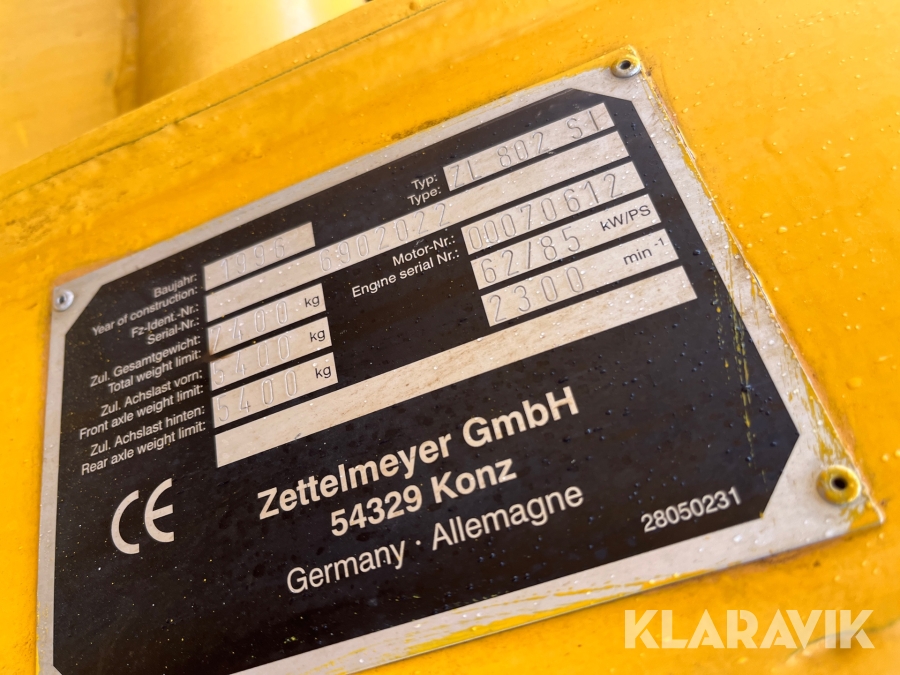 Typ: ZL 802 SI
Type:
Baujahr: 1996
Year of construction:
Fz-Ident.-Nr.: 6902022
Serial-Nr.:
Motor-Nr.: 00070612
Engine serial Nr.:
62/85 kW/PS
2300 min⁻¹
Zul. Gesamtgewicht: 7400 kg
Total weight limit:
Zul. Achslast vorn: 5400 kg
Front axle weight limit:
Zul. Achslast hinten: 5400 kg
Rear axle weight limit:
CE
Zettelmeyer GmbH
54329 Konz
Germany · Allemagne
28050231
KLARAVIK